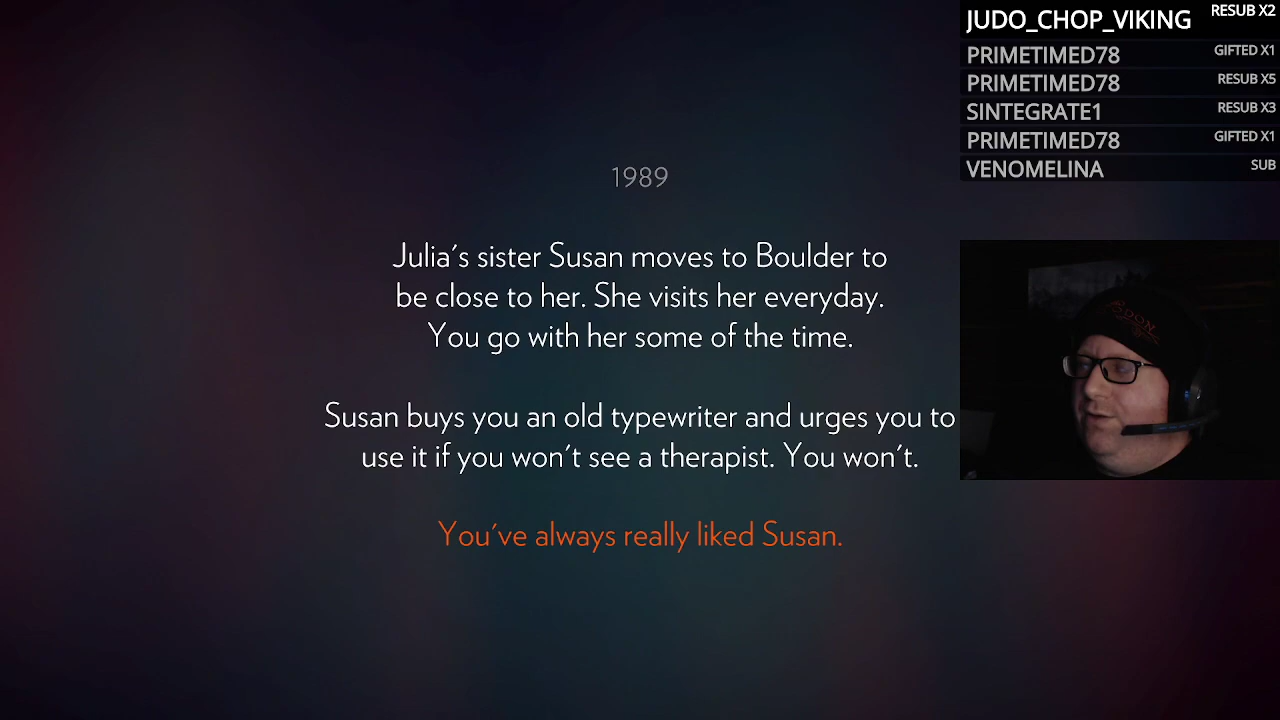 JUDO_CHOP_VIKING RESUB X2
PRIMETIMED78 GIFTED X1
PRIMETIMED78 RESUB X5
SINTEGRATE1 RESUB X3
PRIMETIMED78 GIFTED X1
VENOMELINA SUB
1989
Julia's sister Susan moves to Boulder to
be close to her. She visits her everyday.
You go with her some of the time.
Susan buys you an old typewriter and urges you to
use it if you won't see a therapist. You won't.
You've always really liked Susan.